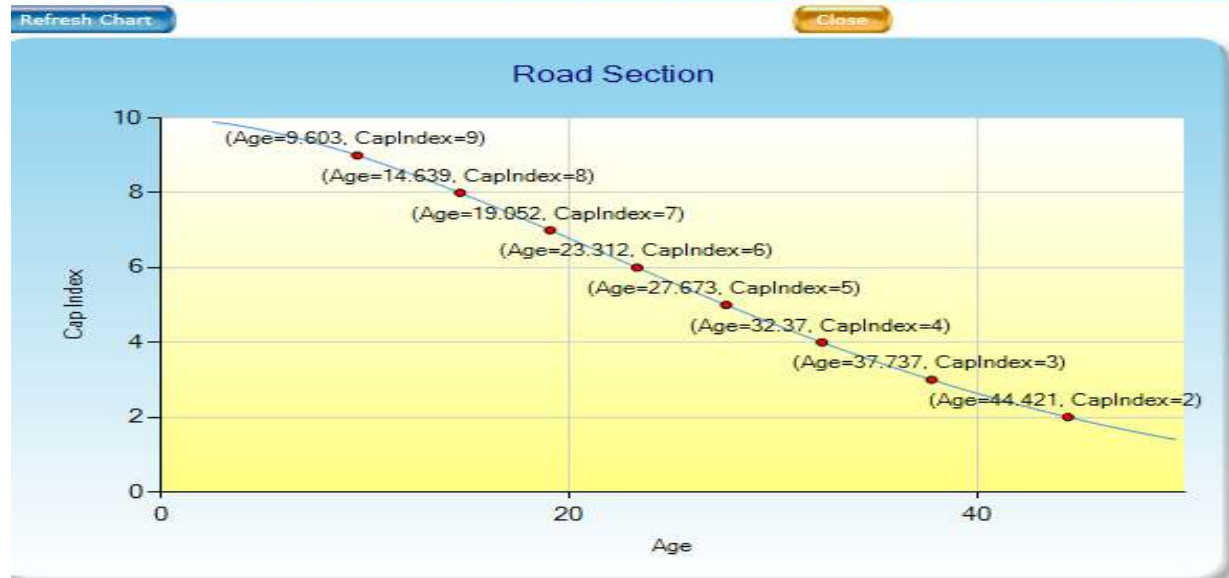 Refresh Chart
Close
Road Section
10
(Age=9.603, CapIndex=9)
(Age=14.639, CapIndex=8)
8
(Age=19.052, CapIndex=7)
(Age=23.312, CapIndex=6)
6
(Age=27.673, CapIndex=5)
(Age=32.37, CapIndex=4)
4
(Age=37.737, CapIndex=3)
(Age=44.421, CapIndex=2)
2
0
Cap Index
0 20 40
Age